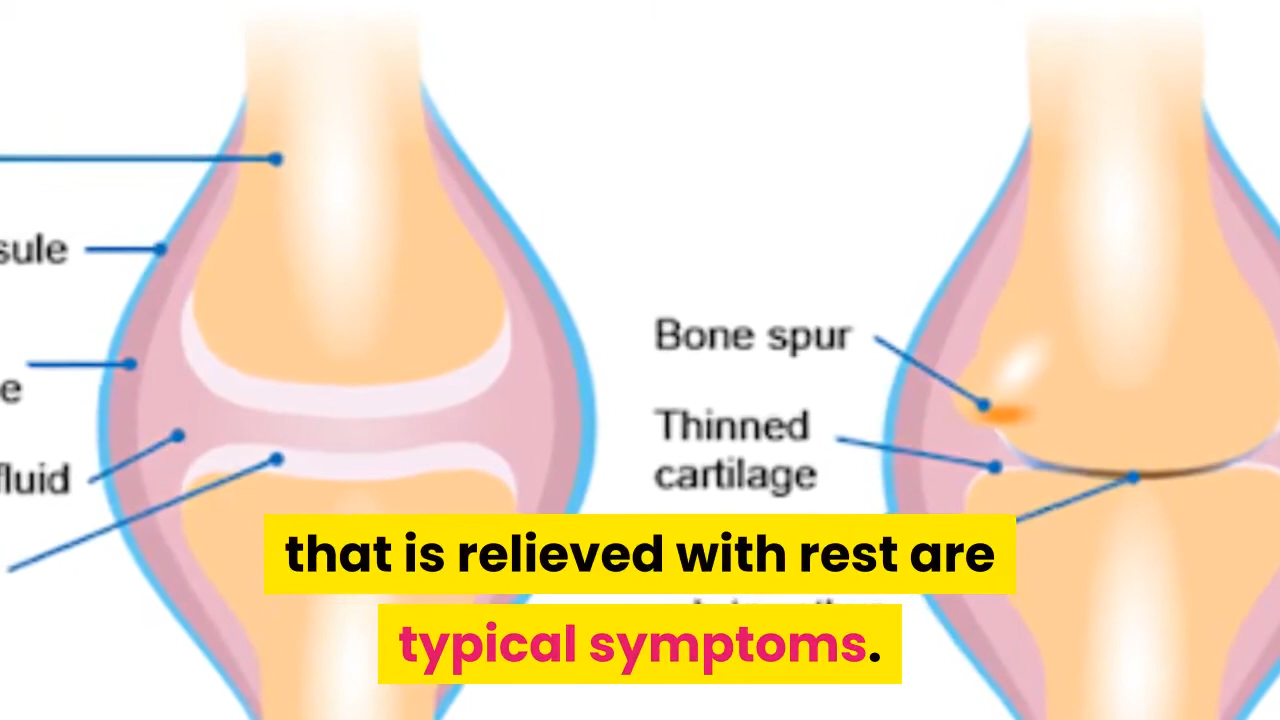 sule
e
fluid
Bone spur
Thinned
cartilage
that is relieved with rest are
typical symptoms.